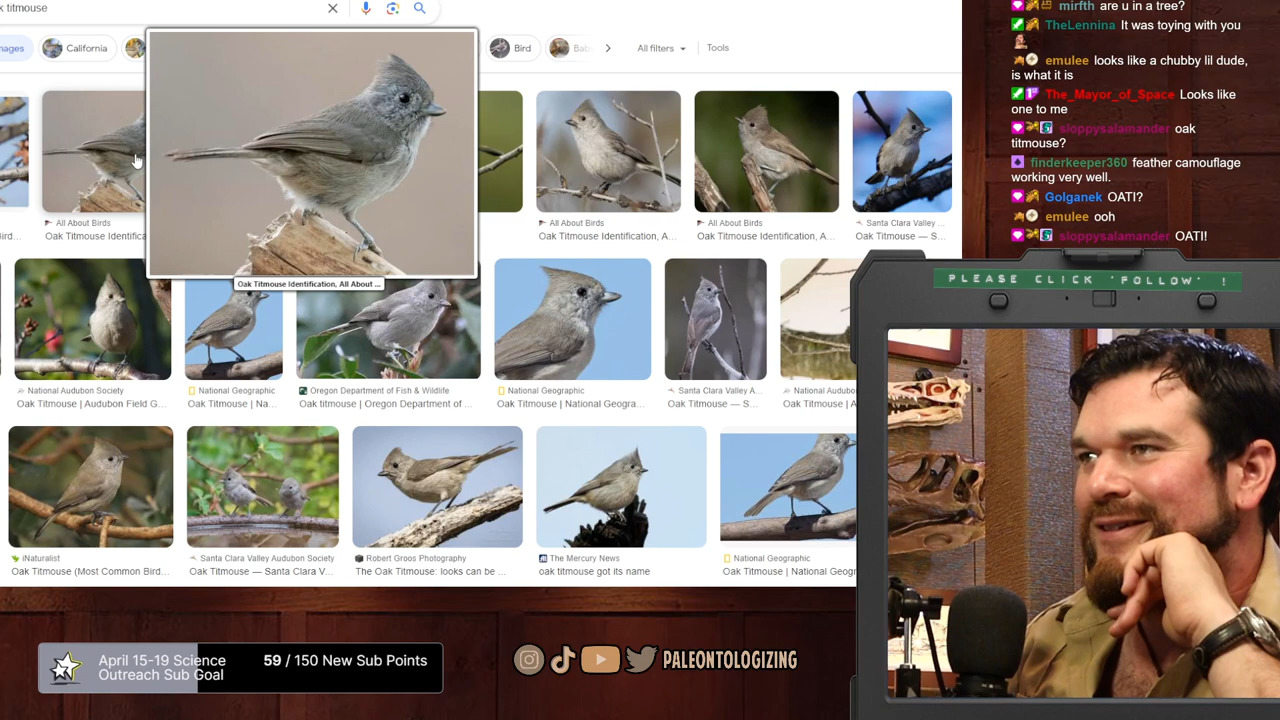 k titmouse
nages
California
Bird
Bab
All filters
Tools
mirfth are u in a tree?
TheLennina It was toying with you
emulee looks like a chubby lil dude,
is what it is
The_Mayor_of_Space Looks like
one to me
sloppysalamander oak
titmouse?
finderkeeper360 feather camouflage
working very well.
Golganek OATI?
emulee ooh
sloppysalamander OATI!
All About Birds
All About Birds
All About Birds
Santa Clara Valley ...
Bird...
Oak Titmouse Identifica
Oak Titmouse Identification, A...
Oak Titmouse Identification, A...
Oak Titmouse — S...
Oak Titmouse Identification, All About ...
PLEASE CLICK 'FOLLOW' !
National Audubon Society
National Geographic
Oregon Department of Fish & Wildlife
National Geographic
Santa Clara Valley A...
National Audubo
Oak Titmouse | Audubon Field G...
Oak Titmouse | Na...
Oak titmouse | Oregon Department of ...
Oak Titmouse | National Geogra...
Oak Titmouse — S...
Oak Titmouse | A
iNaturalist
Santa Clara Valley Audubon Society
Robert Groos Photography
The Mercury News
National Geographic
Oak Titmouse (Most Common Bird...
Oak Titmouse — Santa Clara V...
The Oak Titmouse: looks can be ...
oak titmouse got its name
Oak Titmouse | National Geogr
April 15-19 Science
Outreach Sub Goal
59 / 150 New Sub Points
PALEONTOLOGIZING